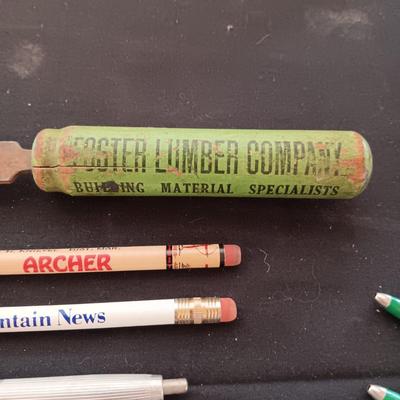 FOSTER LUMBER COMPANY
BUILDING MATERIAL SPECIALISTS
ARCHER
ntain News